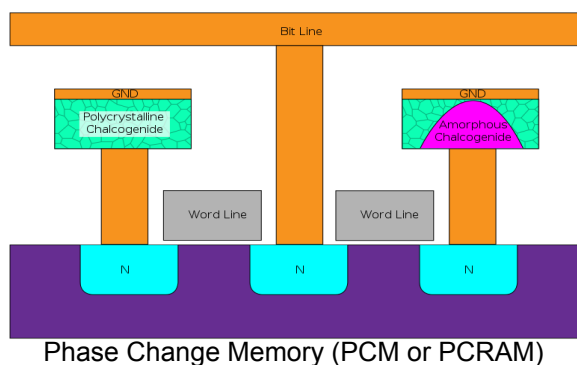 Bit Line
GND
GND
Polycrystalline
Chalcogenide
Amorphous
Chalcogenide
Word Line
Word Line
N
N
N
Phase Change Memory (PCM or PCRAM)